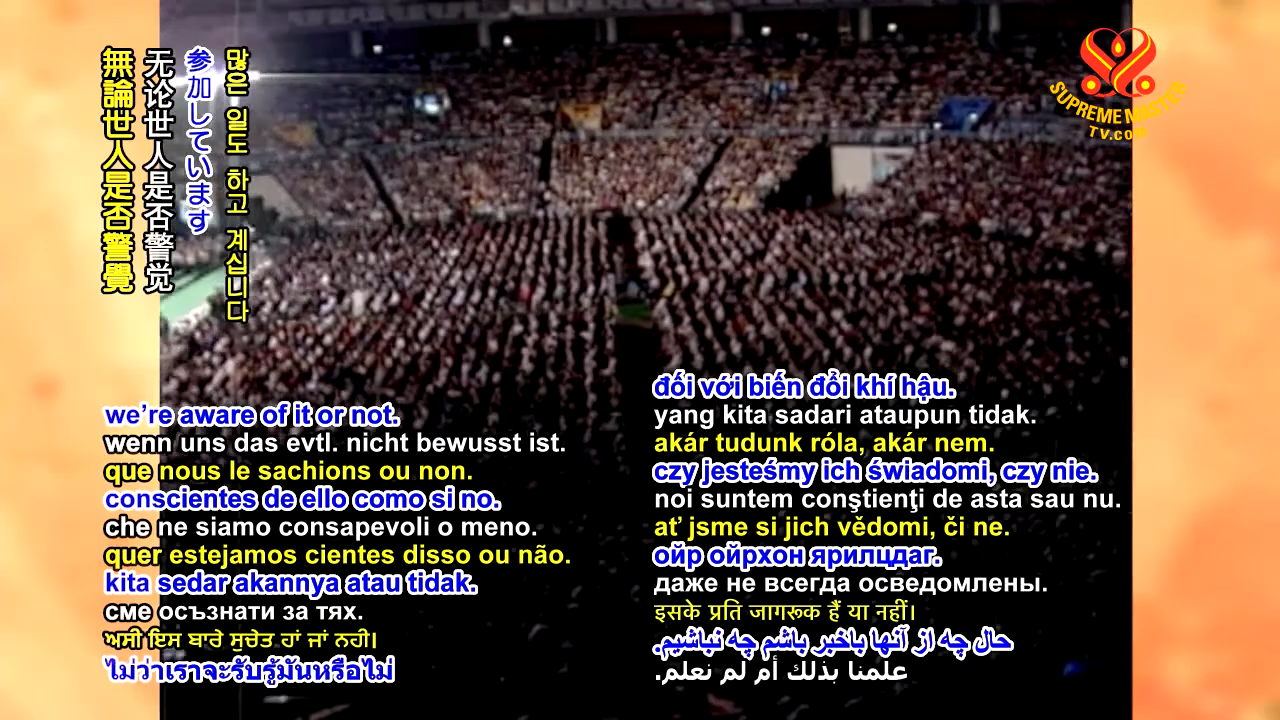 無論世人是否警覺
无论世人是否警觉
参加しています
많은 일도 하고 계십니다
SUPREME MASTER
TV.com
we're aware of it or not.
wenn uns das evtl. nicht bewusst ist.
que nous le sachions ou non.
conscientes de ello como si no.
che ne siamo consapevoli o meno.
quer estejamos cientes disso ou não.
kita sedar akannya atau tidak.
сме осъзнати за тях.
ਅਸੀ ਇਸ ਬਾਰੇ ਸੁਚੇਤ ਹਾਂ ਜਾਂ ਨਹੀ।
ไม่ว่าเราจะรับรู้มันหรือไม่
đối với biến đổi khí hậu.
yang kita sadari ataupun tidak.
akár tudunk róla, akár nem.
czy jesteśmy ich świadomi, czy nie.
noi suntem conştienţi de asta sau nu.
ať jsme si jich vědomi, či ne.
ойр ойрхон ярилцдаг.
даже не всегда осведомлены.
इसके प्रति जागरूक हैं या नहीं।
حال چه از آنها باخبر باشم چه نباشیم.
علمنا بذلك أم لم نعلم.